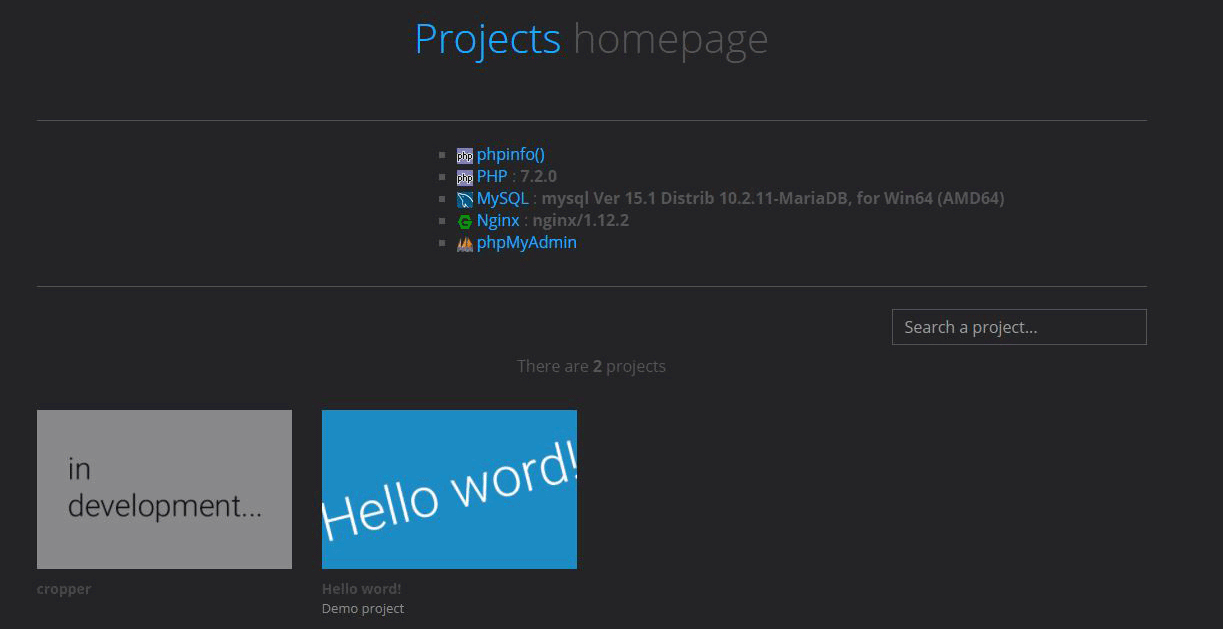 Projects homepage
php phpinfo()
php PHP : 7.2.0
MySQL : mysql Ver 15.1 Distrib 10.2.11-MariaDB, for Win64 (AMD64)
Nginx : nginx/1.12.2
phpMyAdmin
Search a project...
There are 2 projects
in
development...
Hello word!
cropper
Hello word!
Demo project